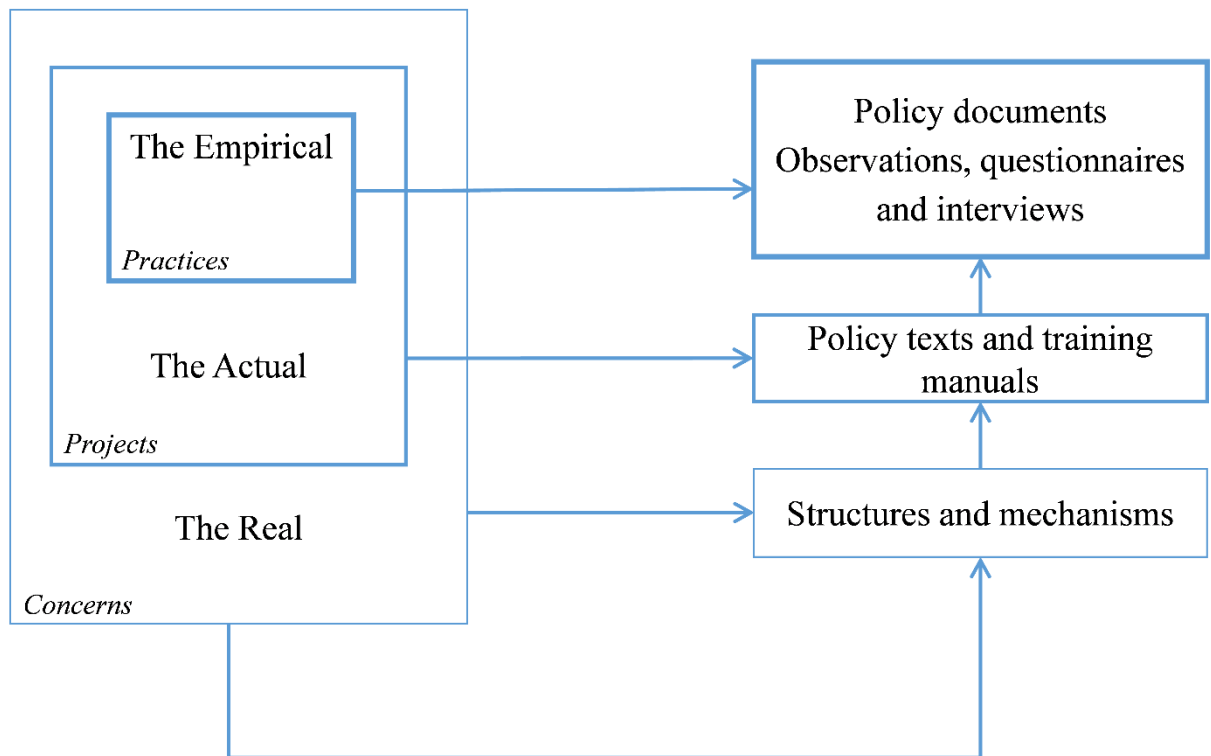 The Empirical
Practices
The Actual
Projects
The Real
Concerns
Policy documents
Observations, questionnaires
and interviews
Policy texts and training
manuals
Structures and mechanisms